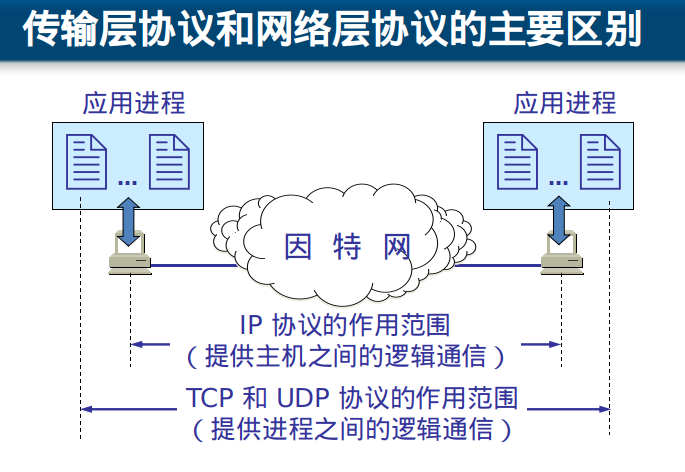 传输层协议和网络层协议的主要区别
应用进程
应用进程
…
…
因 特 网
IP 协议的作用范围
（提供主机之间的逻辑通信）
TCP 和 UDP 协议的作用范围
（提供进程之间的逻辑通信）